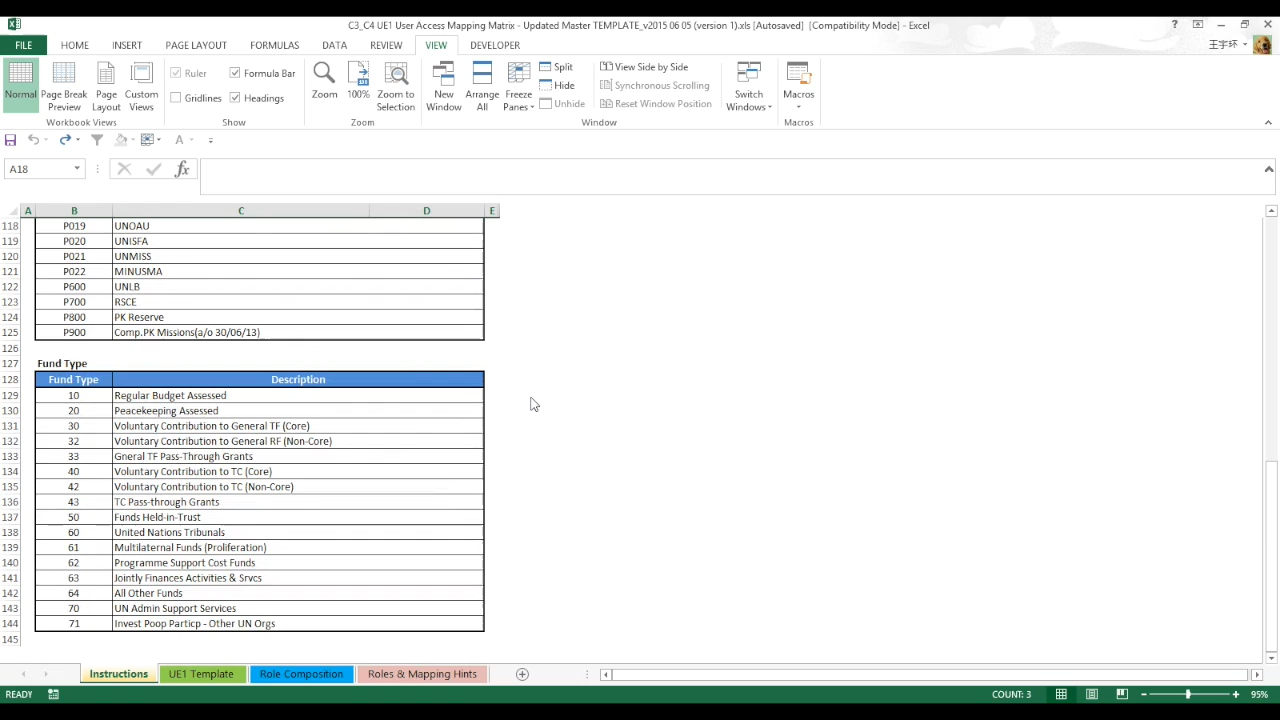 C3_C4 UE1 User Access Mapping Matrix - Updated Master TEMPLATE_v2015 06 05 (version 1).xls [Autosaved] [Compatibility Mode] - Excel
FILE HOME INSERT PAGE LAYOUT FORMULAS DATA REVIEW VIEW DEVELOPER 王宇环
Normal
Page Break Preview
Page Layout
Custom Views
Ruler
Formula Bar
Gridlines
Headings
Zoom
100%
Zoom to Selection
New Window
Arrange All
Freeze Panes
Split
Hide
Unhide
View Side by Side
Synchronous Scrolling
Reset Window Position
Switch Windows
Macros
Workbook Views Show Zoom Window Macros
A18 fx
A B C D E
118 P019 UNOAU
119 P020 UNISFA
120 P021 UNMISS
121 P022 MINUSMA
122 P600 UNLB
123 P700 RSCE
124 P800 PK Reserve
125 P900 Comp.PK Missions(a/o 30/06/13)
126
127 Fund Type
128 Fund Type Description
129 10 Regular Budget Assessed
130 20 Peacekeeping Assessed
131 30 Voluntary Contribution to General TF (Core)
132 32 Voluntary Contribution to General RF (Non-Core)
133 33 Gneral TF Pass-Through Grants
134 40 Voluntary Contribution to TC (Core)
135 42 Voluntary Contribution to TC (Non-Core)
136 43 TC Pass-through Grants
137 50 Funds Held-in-Trust
138 60 United Nations Tribunals
139 61 Multilaternal Funds (Proliferation)
140 62 Programme Support Cost Funds
141 63 Jointly Finances Activities & Srvcs
142 64 All Other Funds
143 70 UN Admin Support Services
144 71 Invest Poop Particp - Other UN Orgs
145
Instructions UE1 Template Role Composition Roles & Mapping Hints
READY COUNT: 3 95%